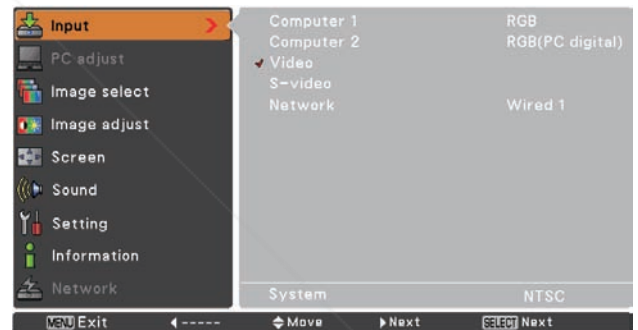 Input
PC adjust
Image select
Image adjust
Screen
Sound
Setting
Information
Network
Computer 1 RGB
Computer 2 RGB(PC digital)
Video
S-video
Network Wired 1
System NTSC
MENU Exit ----- Move Next SELECT Next